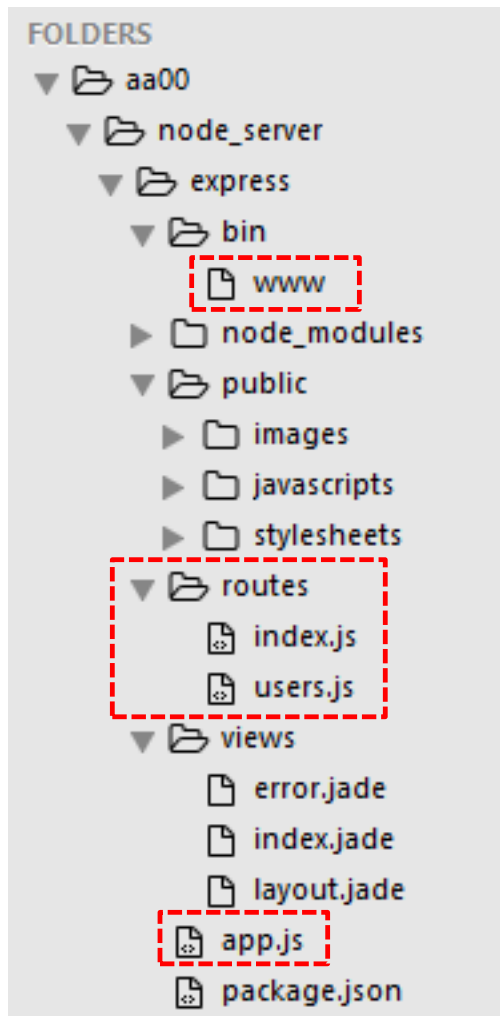 FOLDERS
aa00
node_server
express
bin
www
node_modules
public
images
javascripts
stylesheets
routes
index.js
users.js
views
error.jade
index.jade
layout.jade
app.js
package.json